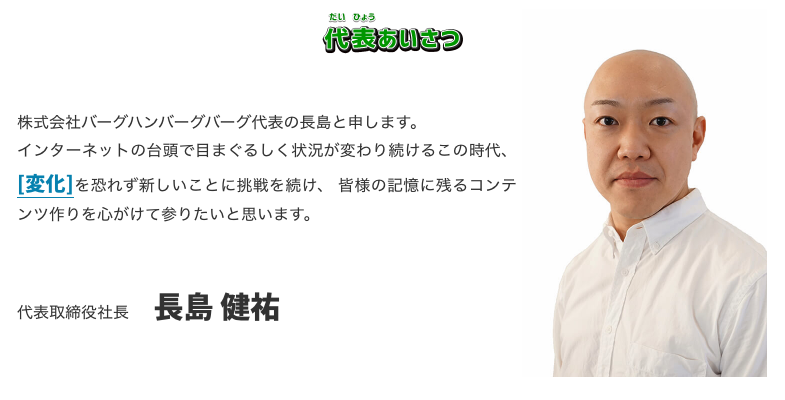 だい ひょう
代表あいさつ
株式会社バーグハンバーグバーグ代表の長島と申します。
インターネットの台頭で目まぐるしく状況が変わり続けるこの時代、
[変化]を恐れず新しいことに挑戦を続け、 皆様の記憶に残るコンテ
ンツ作りを心がけて参りたいと思います。
代表取締役社長 長島 健祐